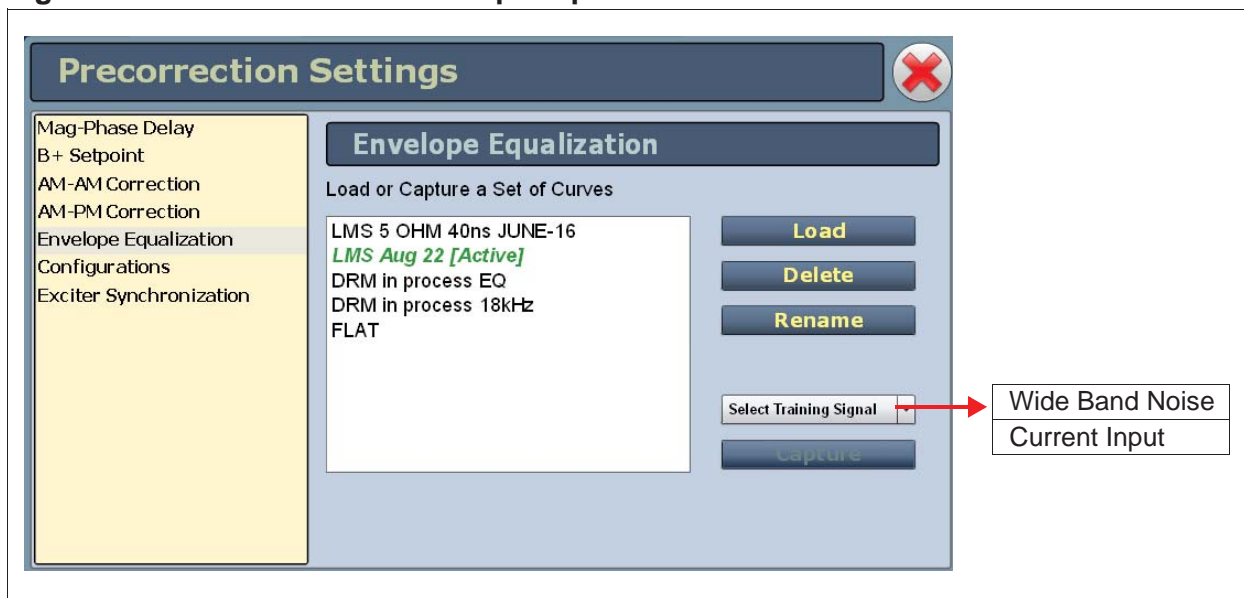 Precorrection Settings
Mag-Phase Delay
B+ Setpoint
AM-AM Correction
AM-PM Correction
Envelope Equalization
Configurations
Exciter Synchronization
Envelope Equalization
Load or Capture a Set of Curves
LMS 5 OHM 40ns JUNE-16
LMS Aug 22 [Active]
DRM in process EQ
DRM in process 18kHz
FLAT
Load
Delete
Rename
Select Training Signal
Capture
Wide Band Noise
Current Input